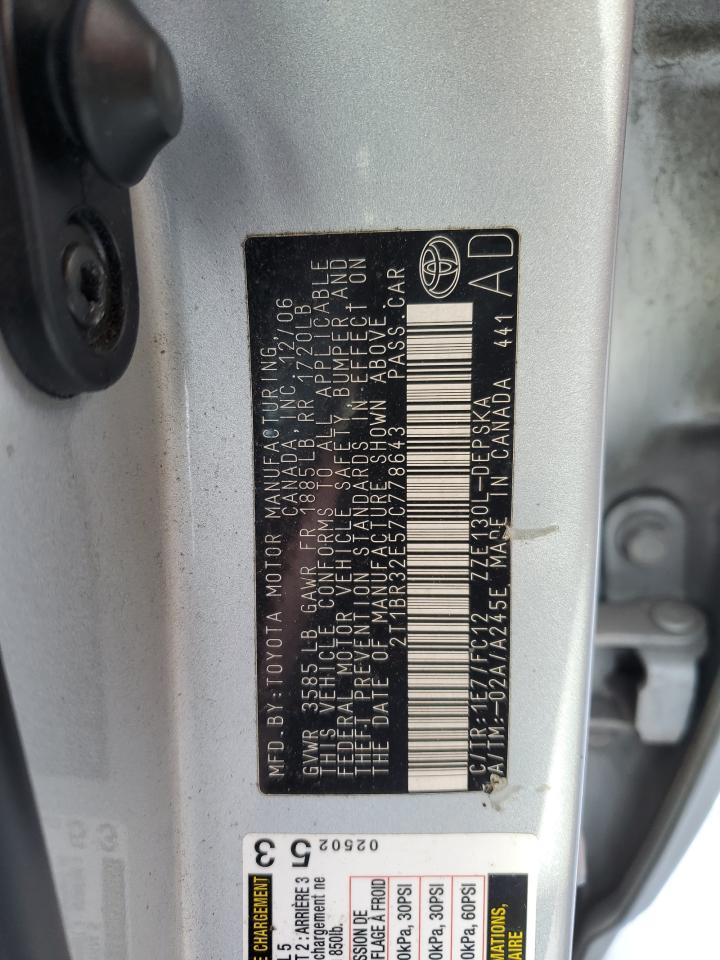 MFD.BY:TOYOTA MOTOR MANUFACTURING,
CANADA, INC 12/06
GVWR 3585 LB GAWR FR 1885LB, RR 1720LB
THIS VEHICLE CONFORMS TO ALL APPLICABLE
FEDERAL MOTOR VEHICLE SAFETY BUMPER AND
THEFT PREVENTION STANDARDS IN EFFECT ON
THE DATE OF MANUFACTURE SHOWN ABOVE
2T1BR32E57C778643 PASS.CAR
C/TR:1E7/FC12 ZZE130L-DEPSKA 441
A/TM:-02A/A245E MADE IN CANADA
AD
3
5
02502
E CHARGEMENT
L 5
T 2 : ARRIÈRE 3
chargement ne
850lb.
SSION DE
FLAGE À FROID
0kPa, 30PSI
0kPa, 30PSI
0kPa, 60PSI
MATIONS,
AIRE